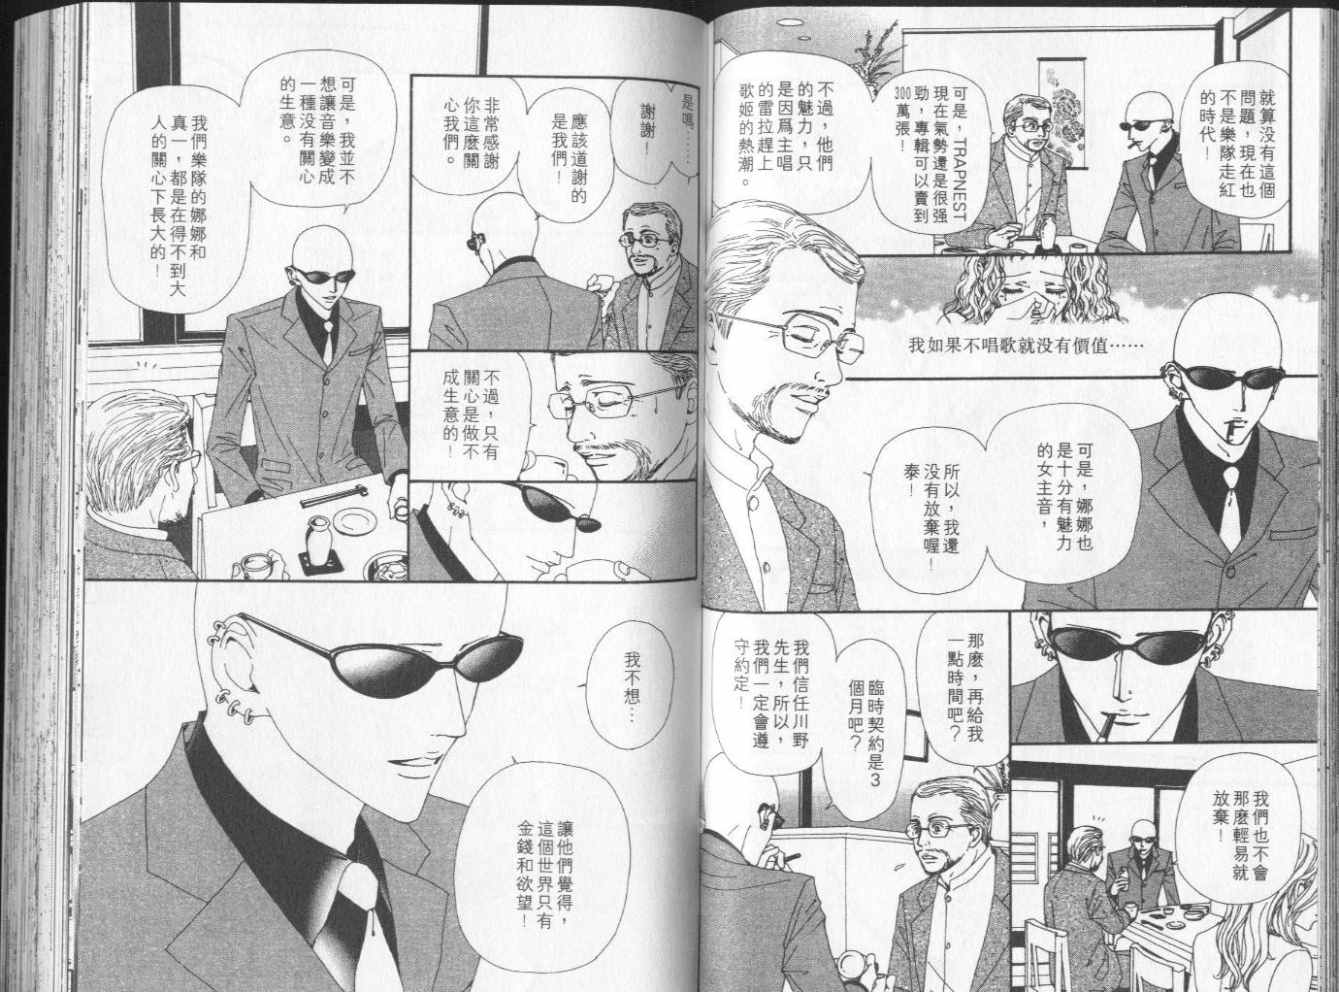 就算没有這個
問題，現在也
不是樂隊走紅
的時代！
可是，TRAPNEST
現在氣勢還是很强
勁，專輯可以賣到
300萬張！
不過，他們
的魅力，只
是因爲主唱
的雷拉趕上
歌姬的熱潮。
我如果不唱歌就没有價值……
可是，娜娜也
是十分有魅力
的女主音，
所以，我還
没有放棄喔！
泰！
我們也不會
那麽輕易就
放棄！
那麽，再給我
一點時間吧？
臨時契約是3
個月吧？
我們信任川野
先生，所以，
我們一定會遵
守約定！
是嗎……
謝謝！
應該道謝的
是我們！
非常感謝
你這麽關
心我們。
不過，只有
關心是做不
成生意的！
可是，我並不
想讓音樂變成
一種没有關心
的生意。
我們樂隊的娜娜和
真一，都是在得不到大
人的關心下長大的！
我不想…
讓他們覺得，
這個世界只有
金錢和欲望！